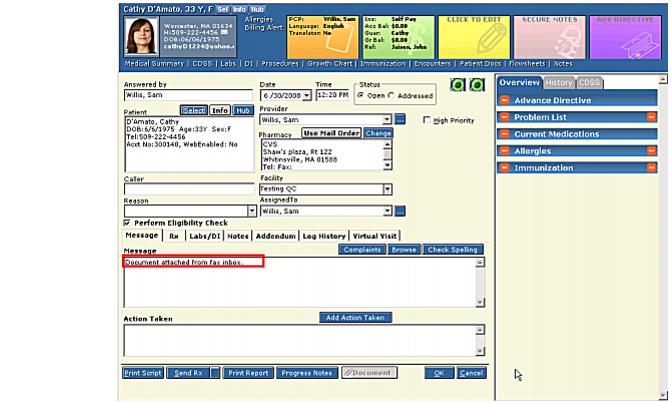 Cathy D'Amato, 33 Y, F Sel Info Hub
Worcester, MA 01634
H:509-222-4456
DOB:06/06/1975
cathyD1234@yahoo.
Allergies
Billing Alert
PCP: Willis, Sam
Language: English
Translator: No
Ins: Self Pay
Acc Bal: $0.00
Guar: Cathy
Gr Bal: $0.00
Ref: Jaisen, John
CLICK TO EDIT
SECURE NOTES
ADV DIRECTIVE
Medical Summary | CDSS | Labs | DI | Procedures | Growth Chart | Immunization | Encounters | Patient Docs | Flowsheets | Notes
Answered by
Willis, Sam
Date
6 /30/2008
Time
12:20 PM
Status
Open Addressed
Patient Select Info Hub
D'Amato, Cathy
DOB:6/6/1975 Age:33Y Sex:F
Tel:509-222-4456
Acct No:300140, WebEnabled: No
Provider
Willis, Sam ...
High Priority
Pharmacy Use Mail Order Change
CVS
Shaw's plaza, Rt 122
Whitinsville, MA 01588
Tel: Fax:
Caller
Facility
Testing QC
Reason
AssignedTo
Willis, Sam ...
Perform Eligibility Check
Message Rx Labs/DI Notes Addendum Log History Virtual Visit
Message Complaints Browse Check Spelling
Document attached from fax inbox.
Action Taken Add Action Taken
Print Script Send Rx Print Report Progress Notes Document OK Cancel
Overview History CDSS
Advance Directive
Problem List
Current Medications
Allergies
Immunization